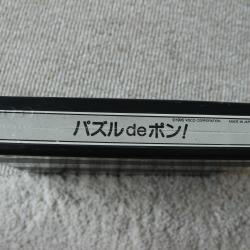 パズルdeポン!
©1995 VISCO CORPORATION
MADE IN JAPAN